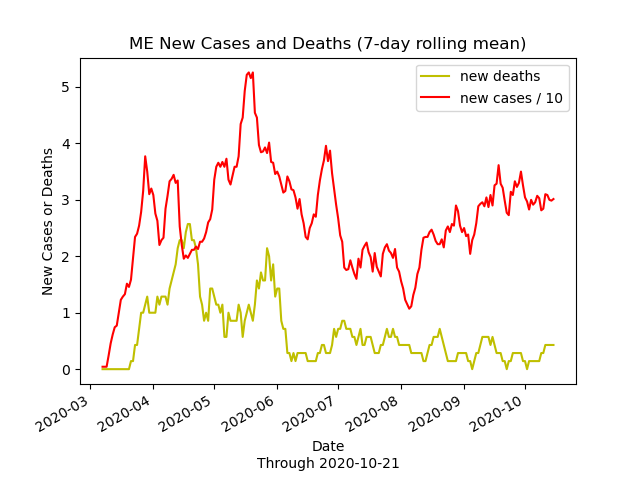 ME New Cases and Deaths (7-day rolling mean)
new deaths
new cases / 10
New Cases or Deaths
5
4
3
2
1
0
2020-03
2020-04
2020-05
2020-06
2020-07
2020-08
2020-09
2020-10
Date
Through 2020-10-21